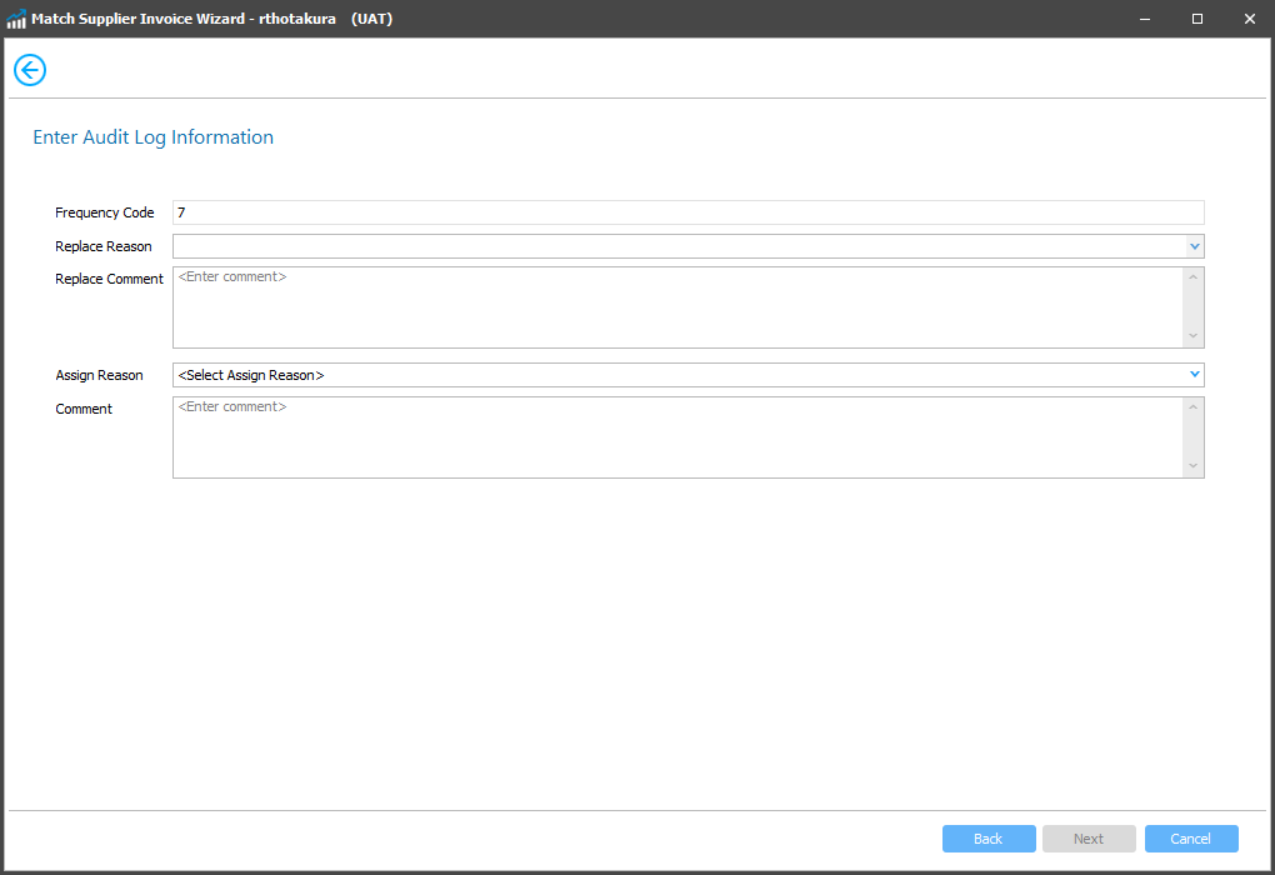 Match Supplier Invoice Wizard - rthotakura (UAT)
Enter Audit Log Information
Frequency Code 7
Replace Reason
Replace Comment <Enter comment>
Assign Reason <Select Assign Reason>
Comment <Enter comment>
Back Next Cancel